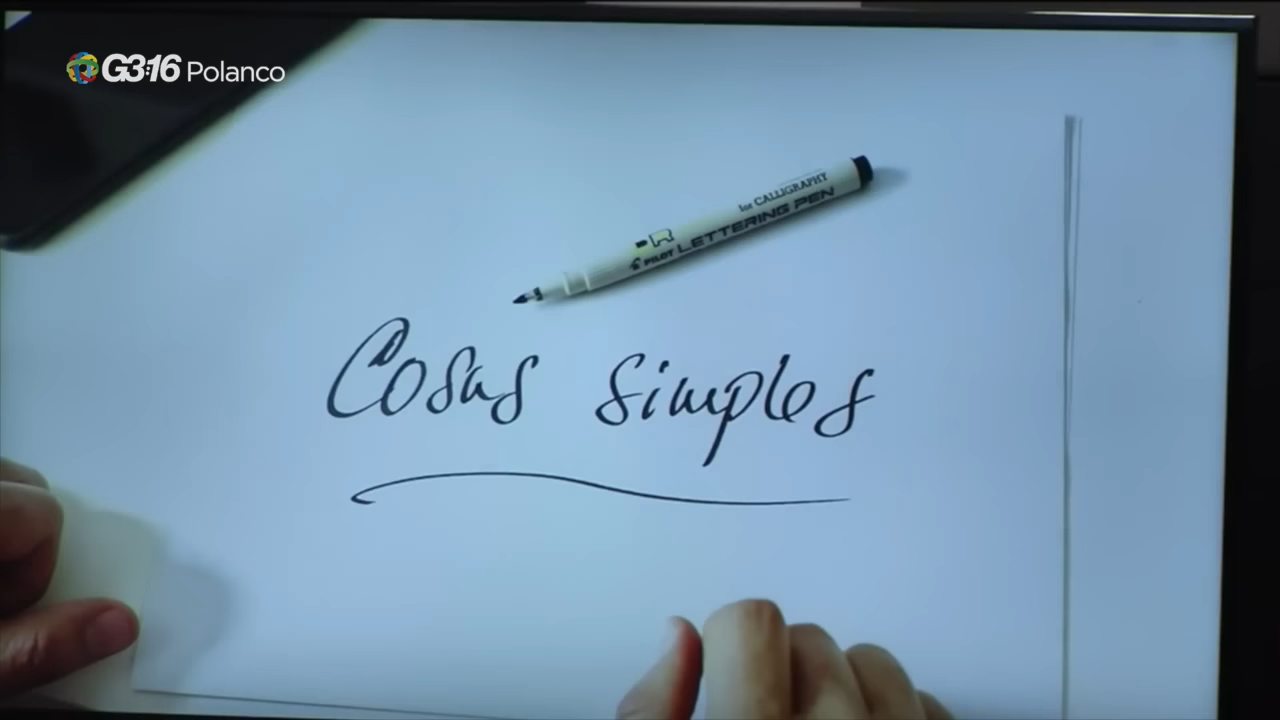 G3:16 Polanco
for CALLIGRAPHY
PILOT LETTERING PEN
Cosas simples